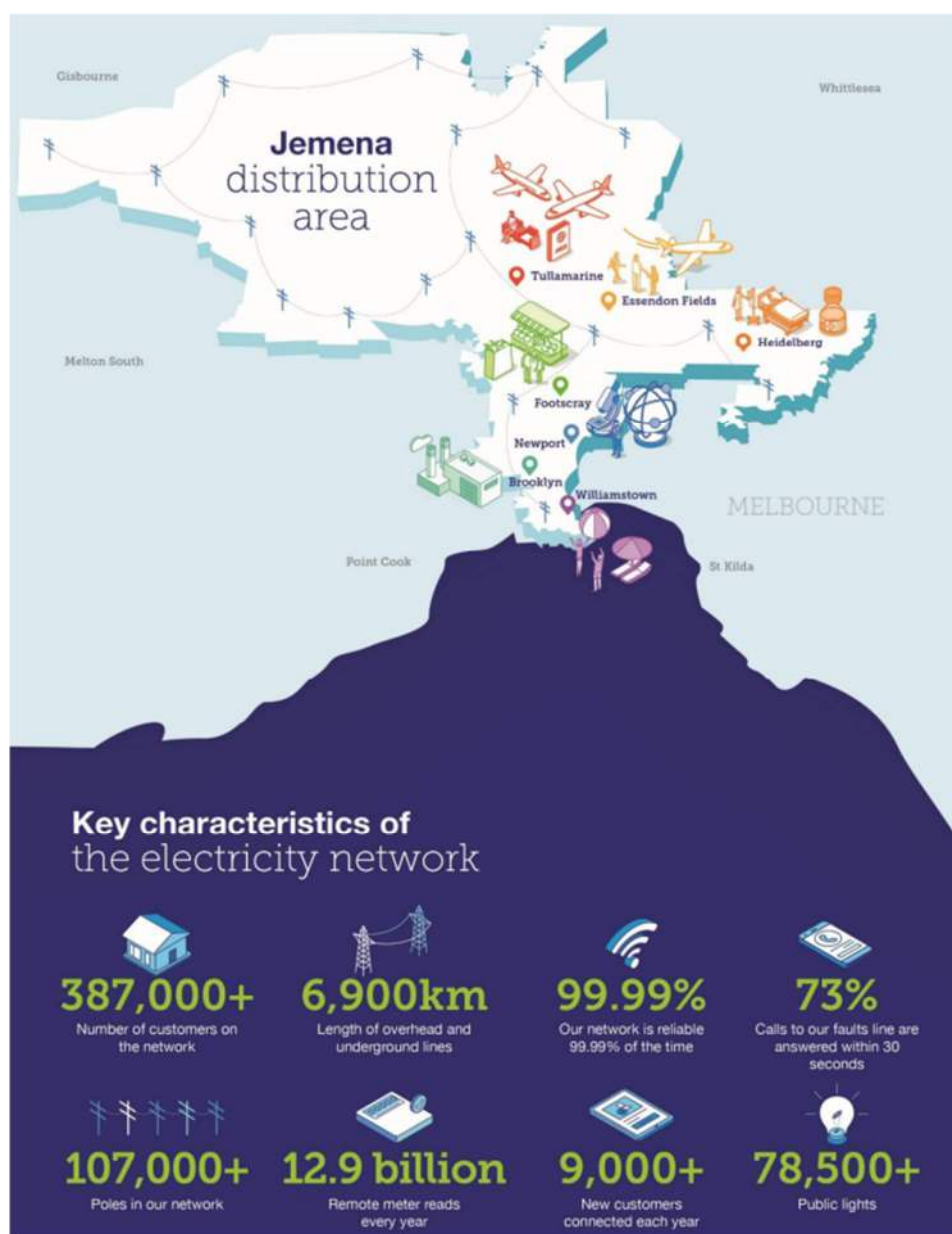 Gisbourne
Whittlesea
Jemena
distribution
area
Tullamarine
Essendon Fields
Heidelberg
Melton South
Footscray
Newport
Brooklyn
Williamstown
MELBOURNE
Point Cook
St Kilda
Key characteristics of
the electricity network
387,000+
Number of customers on
the network
6,900km
Length of overhead and
underground lines
99.99%
Our network is reliable
99.99% of the time
73%
Calls to our faults line are
answered within 30
seconds
107,000+
Poles in our network
12.9 billion
Remote meter reads
every year
9,000+
New customers
connected each year
78,500+
Public lights